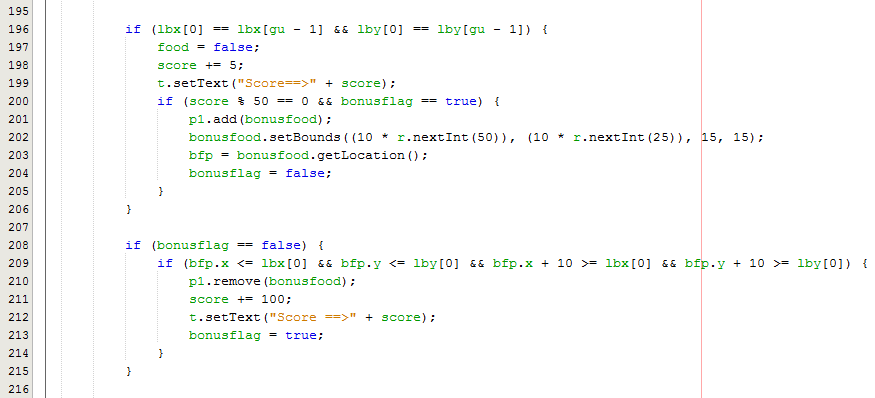 195
196 if (lbx[0] == lbx[gu - 1] && lby[0] == lby[gu - 1]) {
197 food = false;
198 score += 5;
199 t.setText("Score==>" + score);
200 if (score % 50 == 0 && bonusflag == true) {
201 p1.add(bonusfood);
202 bonusfood.setBounds((10 * r.nextInt(50)), (10 * r.nextInt(25)), 15, 15);
203 bfp = bonusfood.getLocation();
204 bonusflag = false;
205 }
206 }
207
208 if (bonusflag == false) {
209 if (bfp.x <= lbx[0] && bfp.y <= lby[0] && bfp.x + 10 >= lbx[0] && bfp.y + 10 >= lby[0]) {
210 p1.remove(bonusfood);
211 score += 100;
212 t.setText("Score ==>" + score);
213 bonusflag = true;
214 }
215 }
216